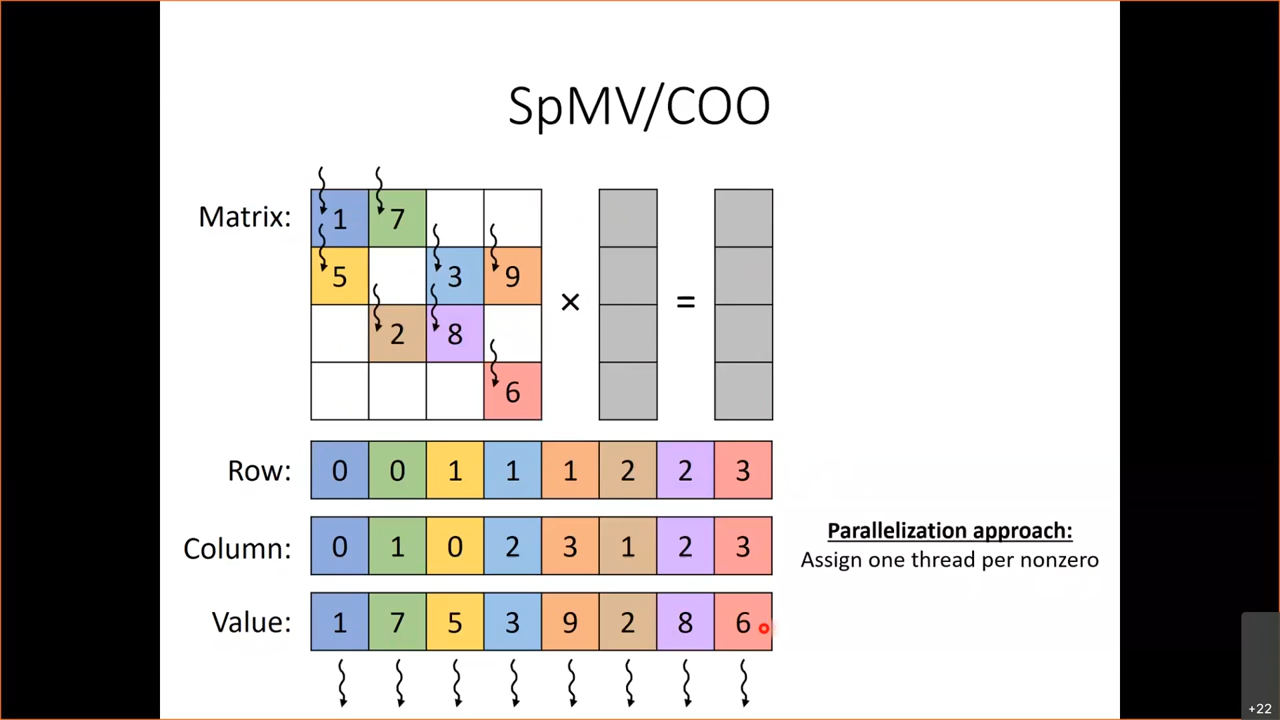 SpMV/COO
Matrix:
1 7
5 3 9
× =
2 8
6
Row: 0 0 1 1 1 2 2 3
Parallelization approach:
Assign one thread per nonzero
Column: 0 1 0 2 3 1 2 3
Value: 1 7 5 3 9 2 8 6
+22